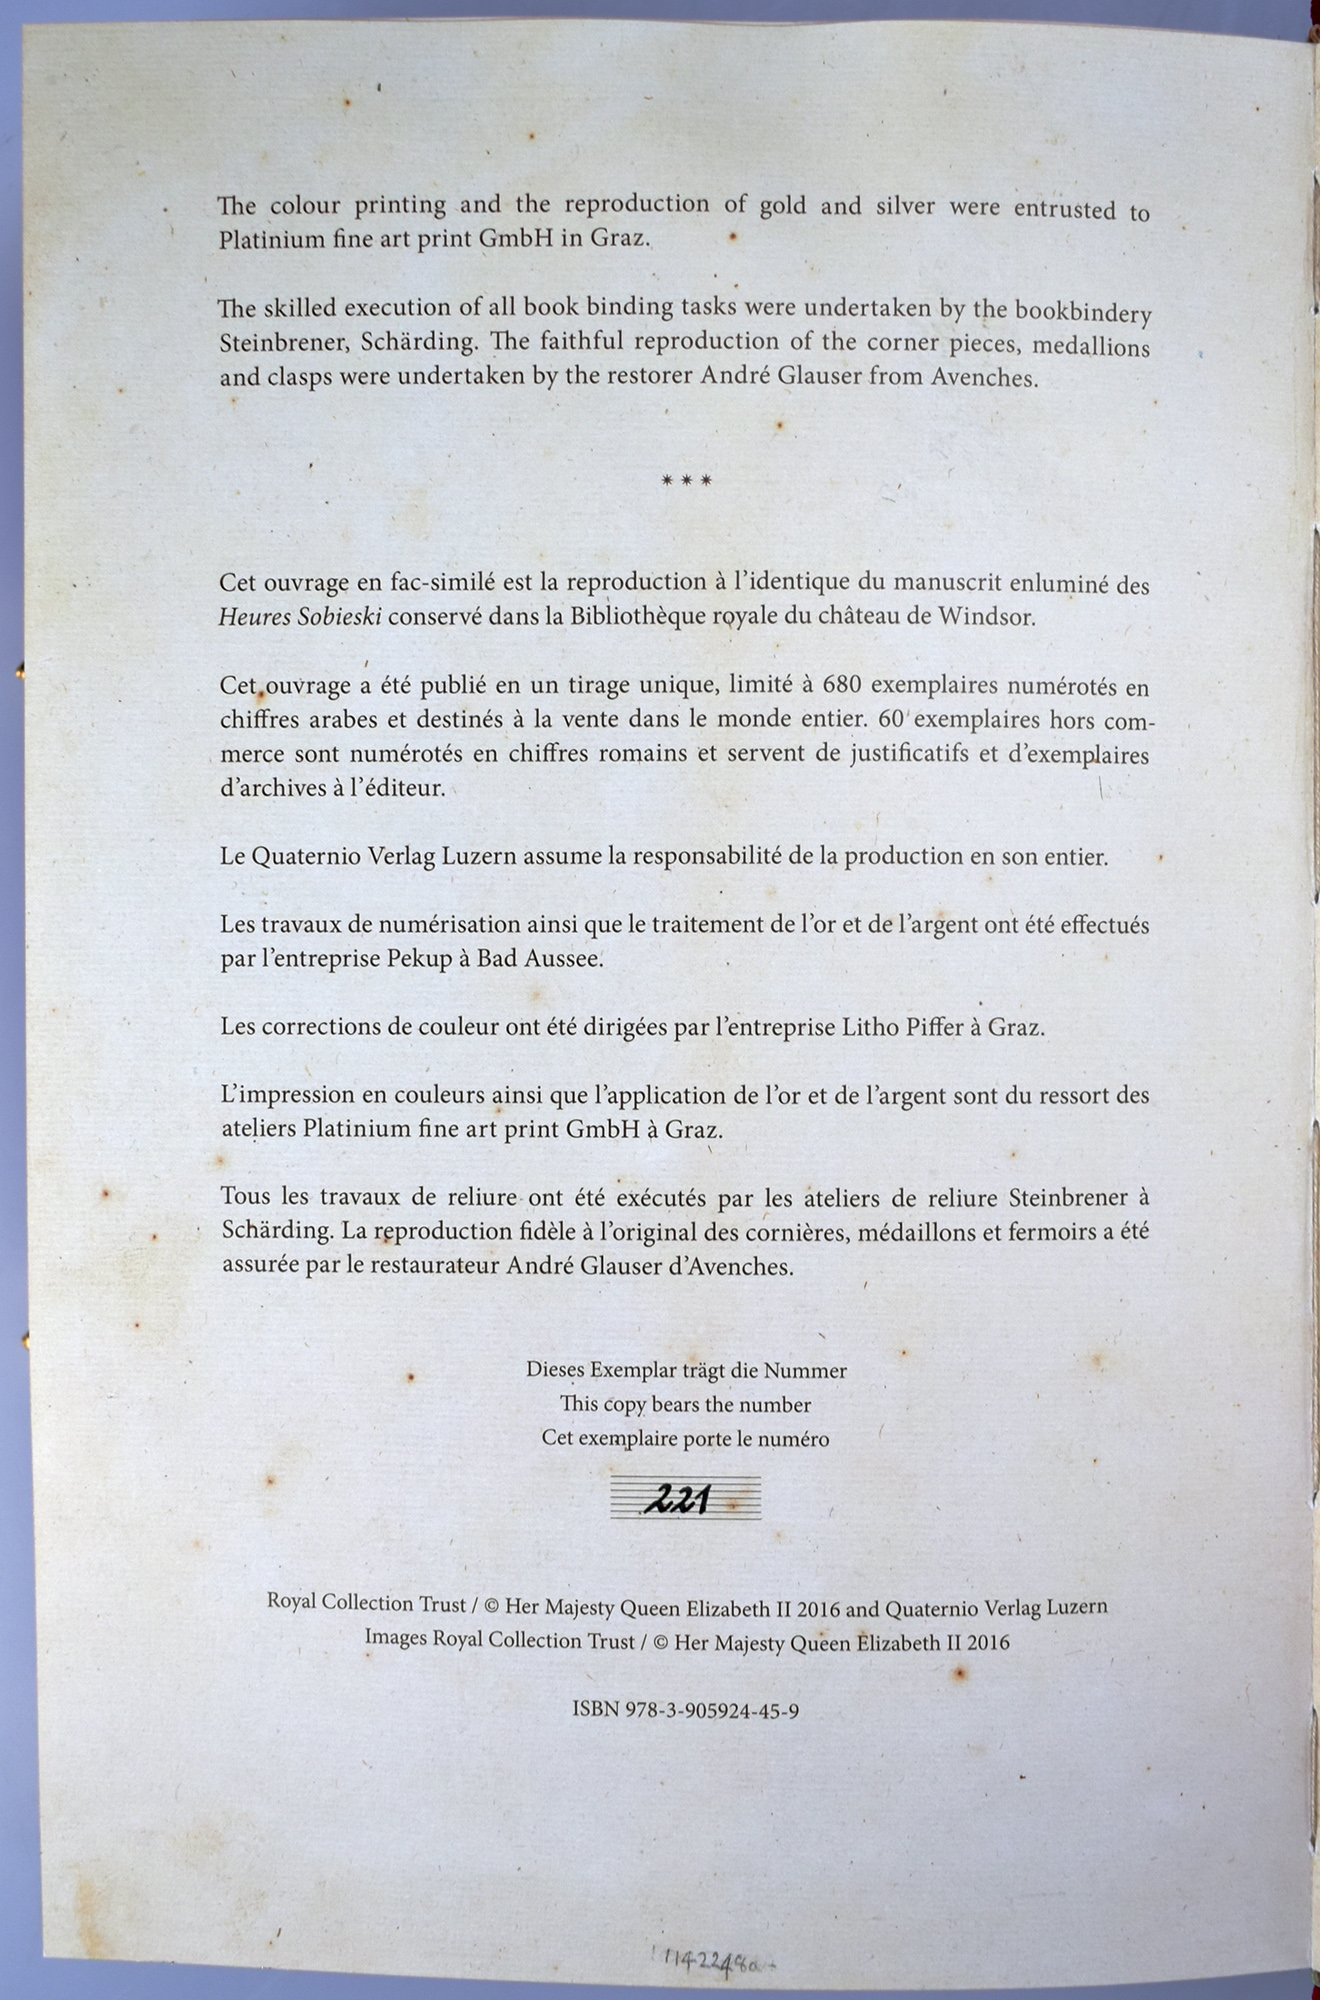 The colour printing and the reproduction of gold and silver were entrusted to
Platinium fine art print GmbH in Graz.
The skilled execution of all book binding tasks were undertaken by the bookbindery
Steinbrener, Schärding. The faithful reproduction of the corner pieces, medallions
and clasps were undertaken by the restorer André Glauser from Avenches.
* * *
Cet ouvrage en fac-similé est la reproduction à l'identique du manuscrit enluminé des
Heures Sobieski conservé dans la Bibliothèque royale du château de Windsor.
Cet ouvrage a été publié en un tirage unique, limité à 680 exemplaires numérotés en
chiffres arabes et destinés à la vente dans le monde entier. 60 exemplaires hors com-
merce sont numérotés en chiffres romains et servent de justificatifs et d'exemplaires
d'archives à l'éditeur.
Le Quaternio Verlag Luzern assume la responsabilité de la production en son entier.
Les travaux de numérisation ainsi que le traitement de l'or et de l'argent ont été effectués
par l'entreprise Pekup à Bad Aussee.
Les corrections de couleur ont été dirigées par l'entreprise Litho Piffer à Graz.
L'impression en couleurs ainsi que l'application de l'or et de l'argent sont du ressort des
ateliers Platinium fine art print GmbH à Graz.
Tous les travaux de reliure ont été exécutés par les ateliers de reliure Steinbrener à
Schärding. La reproduction fidèle à l'original des cornières, médaillons et fermoirs a été
assurée par le restaurateur André Glauser d'Avenches.
Dieses Exemplar trägt die Nummer
This copy bears the number
Cet exemplaire porte le numéro
221
Royal Collection Trust / © Her Majesty Queen Elizabeth II 2016 and Quaternio Verlag Luzern
Images Royal Collection Trust / © Her Majesty Queen Elizabeth II 2016
ISBN 978-3-905924-45-9